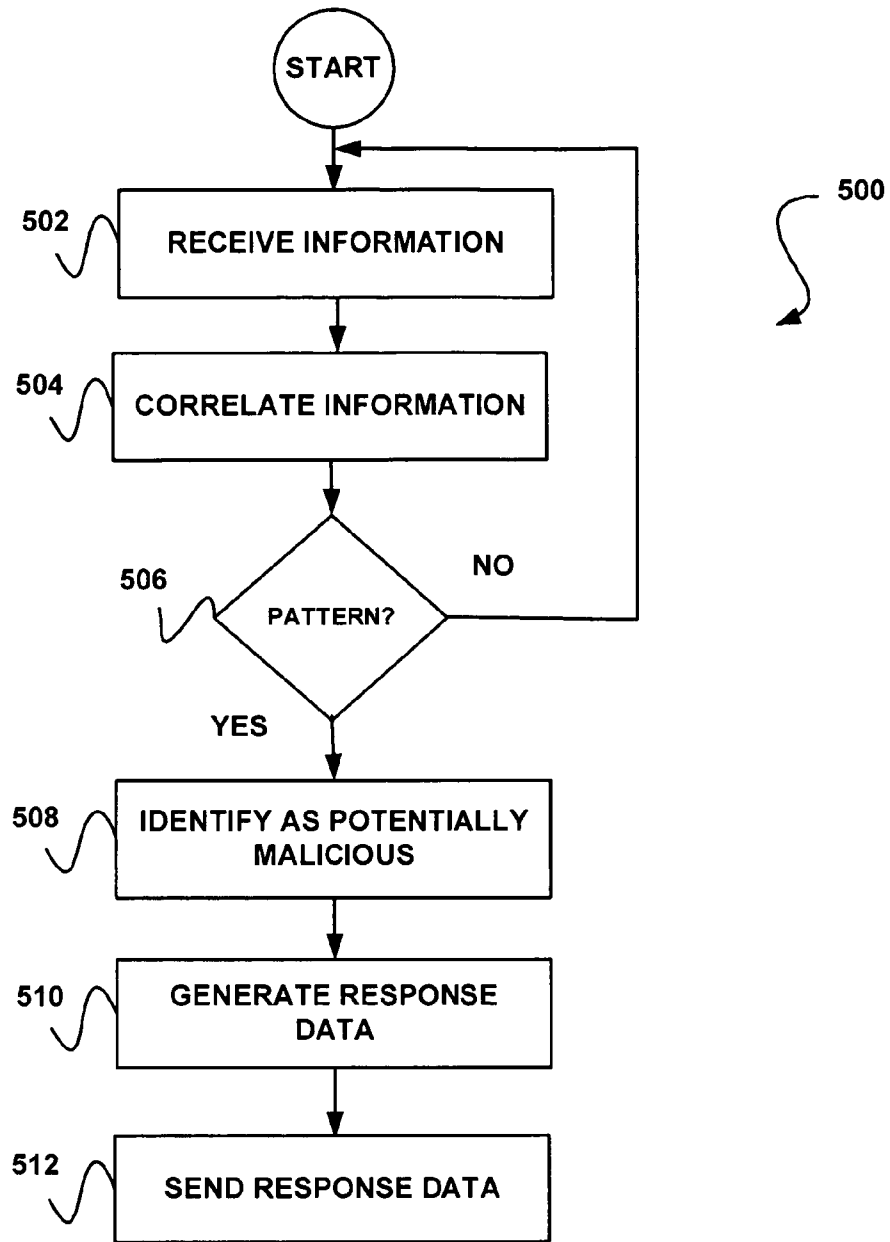 START
500
502
RECEIVE INFORMATION
504
CORRELATE INFORMATION
NO
506
PATTERN?
YES
508
IDENTIFY AS POTENTIALLY
MALICIOUS
510
GENERATE RESPONSE
DATA
512
SEND RESPONSE DATA